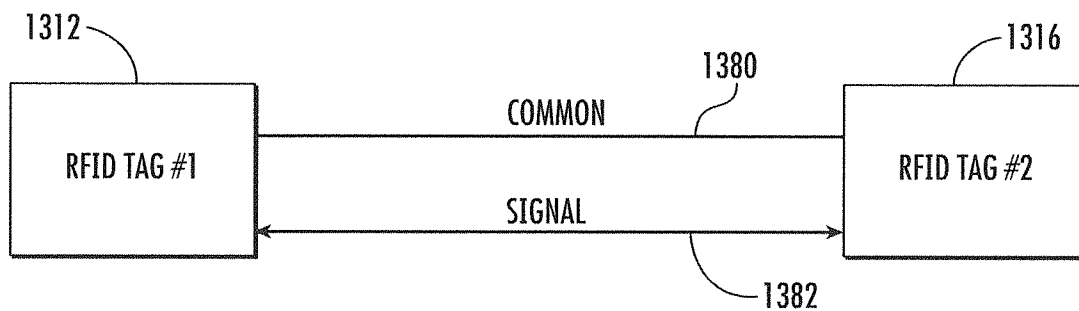 1312
1316
1380
COMMON
RFID TAG #1
RFID TAG #2
SIGNAL
1382